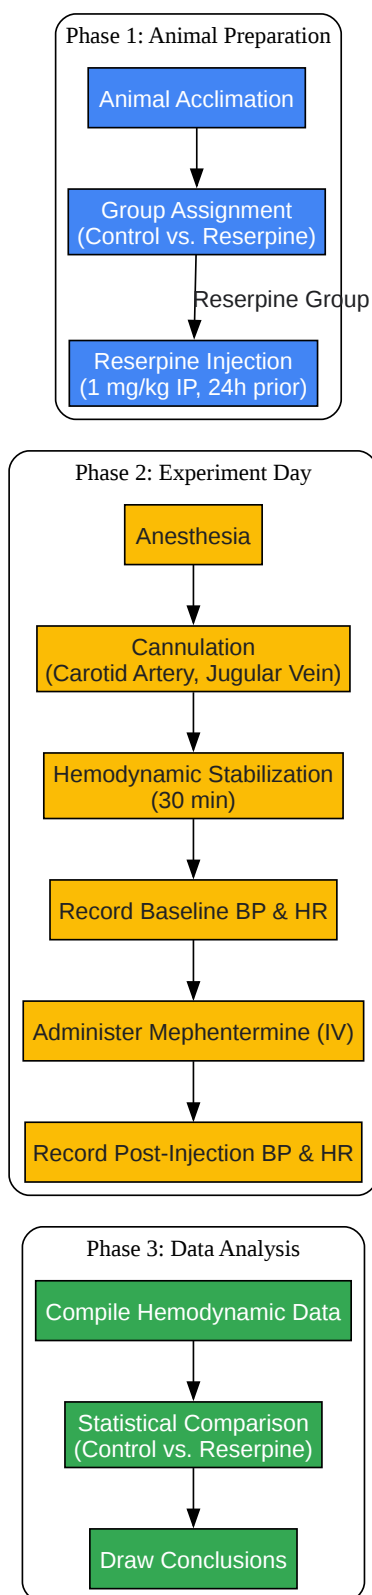 Phase 1: Animal Preparation
Animal Acclimation
Group Assignment
(Control vs. Reserpine)
Reserpine Group
Reserpine Injection
(1 mg/kg IP, 24h prior)
Phase 2: Experiment Day
Anesthesia
Cannulation
(Carotid Artery, Jugular Vein)
Hemodynamic Stabilization
(30 min)
Record Baseline BP & HR
Administer Mephentermine (IV)
Record Post-Injection BP & HR
Phase 3: Data Analysis
Compile Hemodynamic Data
Statistical Comparison
(Control vs. Reserpine)
Draw Conclusions